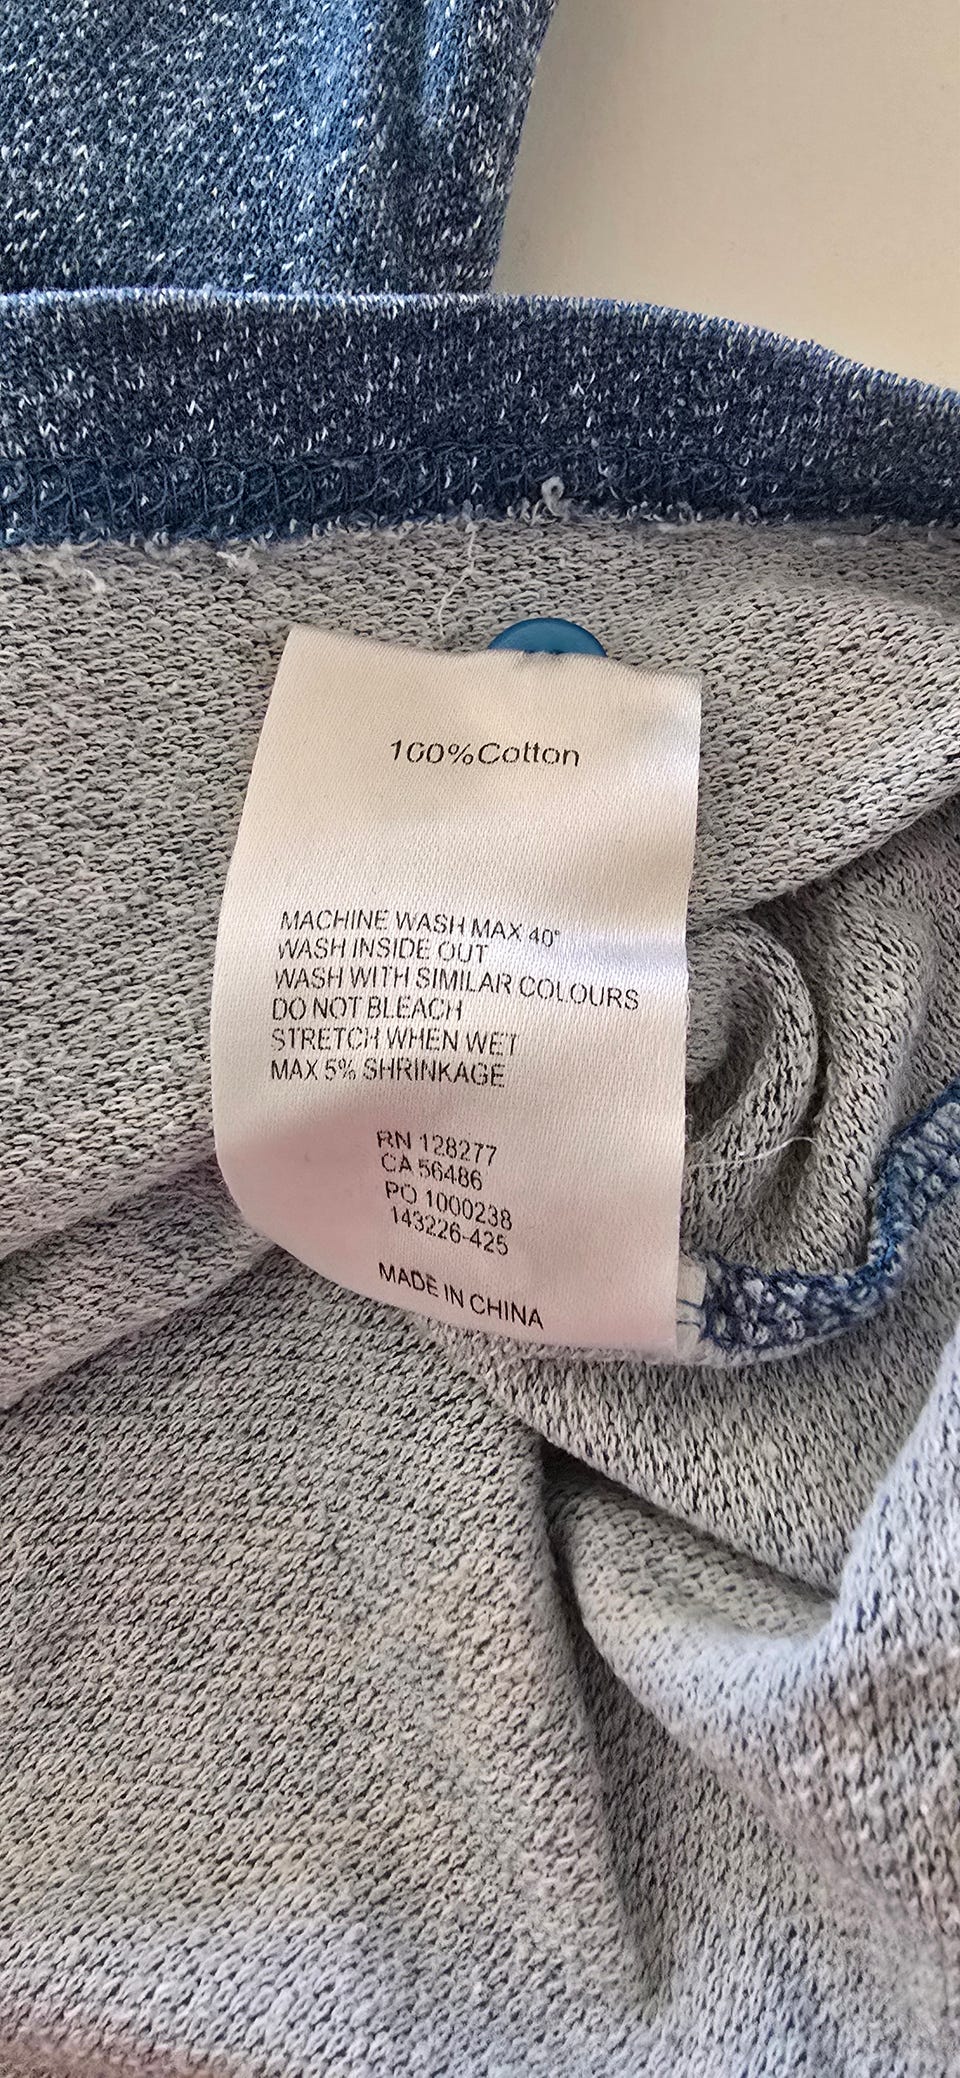 100%Cotton
MACHINE WASH MAX 40°
WASH INSIDE OUT
WASH WITH SIMILAR COLOURS
DO NOT BLEACH
STRETCH WHEN WET
MAX 5% SHRINKAGE
RN 128277
CA 56486
PO 1000238
143226-425
MADE IN CHINA